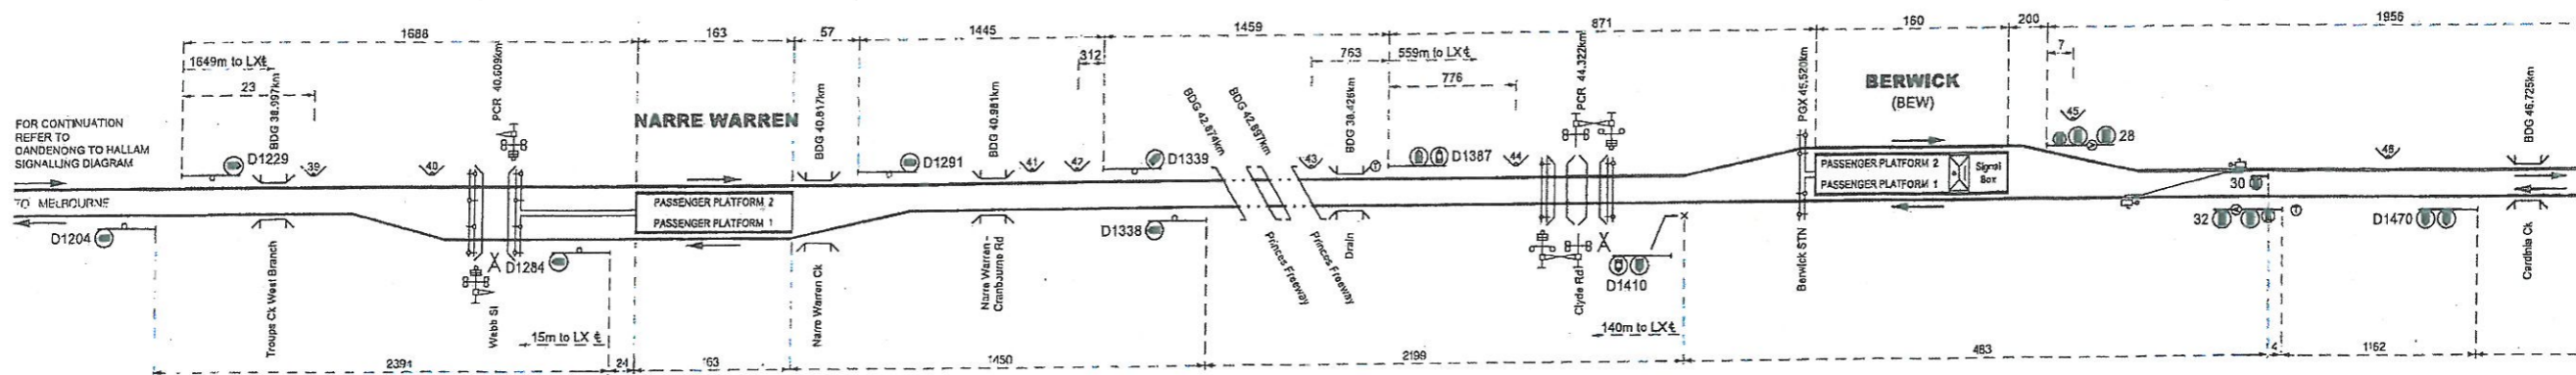 1688
163
57
1445
1459
871
160
200
1956
1649m to LX℄
23
312
763
559m to LX℄
776
7
BDG 38.997km
PCR 40.609km
BDG 40.817km
BDG 40.981km
BDG 42.874km
BDG 42.897km
BDG 38.426km
PCR 44.322km
PGX 45.520km
BDG 46.725km
NARRE WARREN
BERWICK
(BEW)
FOR CONTINUATION
REFER TO
DANDENONG TO HALLAM
SIGNALLING DIAGRAM
D1229
39
40
D1291
41
42
D1339
43
T
D1387
44
45
28
48
PASSENGER PLATFORM 2
PASSENGER PLATFORM 1
PASSENGER PLATFORM 2
PASSENGER PLATFORM 1
Signal
Box
TO MELBOURNE
D1204
D1284
D1338
D1410
30
32
T
D1470
Troups Ck West Branch
Webb St
Narre Warren Ck
Narre Warren -
Cranbourne Rd
Princes Freeway
Princes Freeway
Drain
Clyde Rd
Berwick STN
Cardinia Ck
15m to LX ℄
140m to LX℄
2391
24
163
1450
2199
483
4
1162